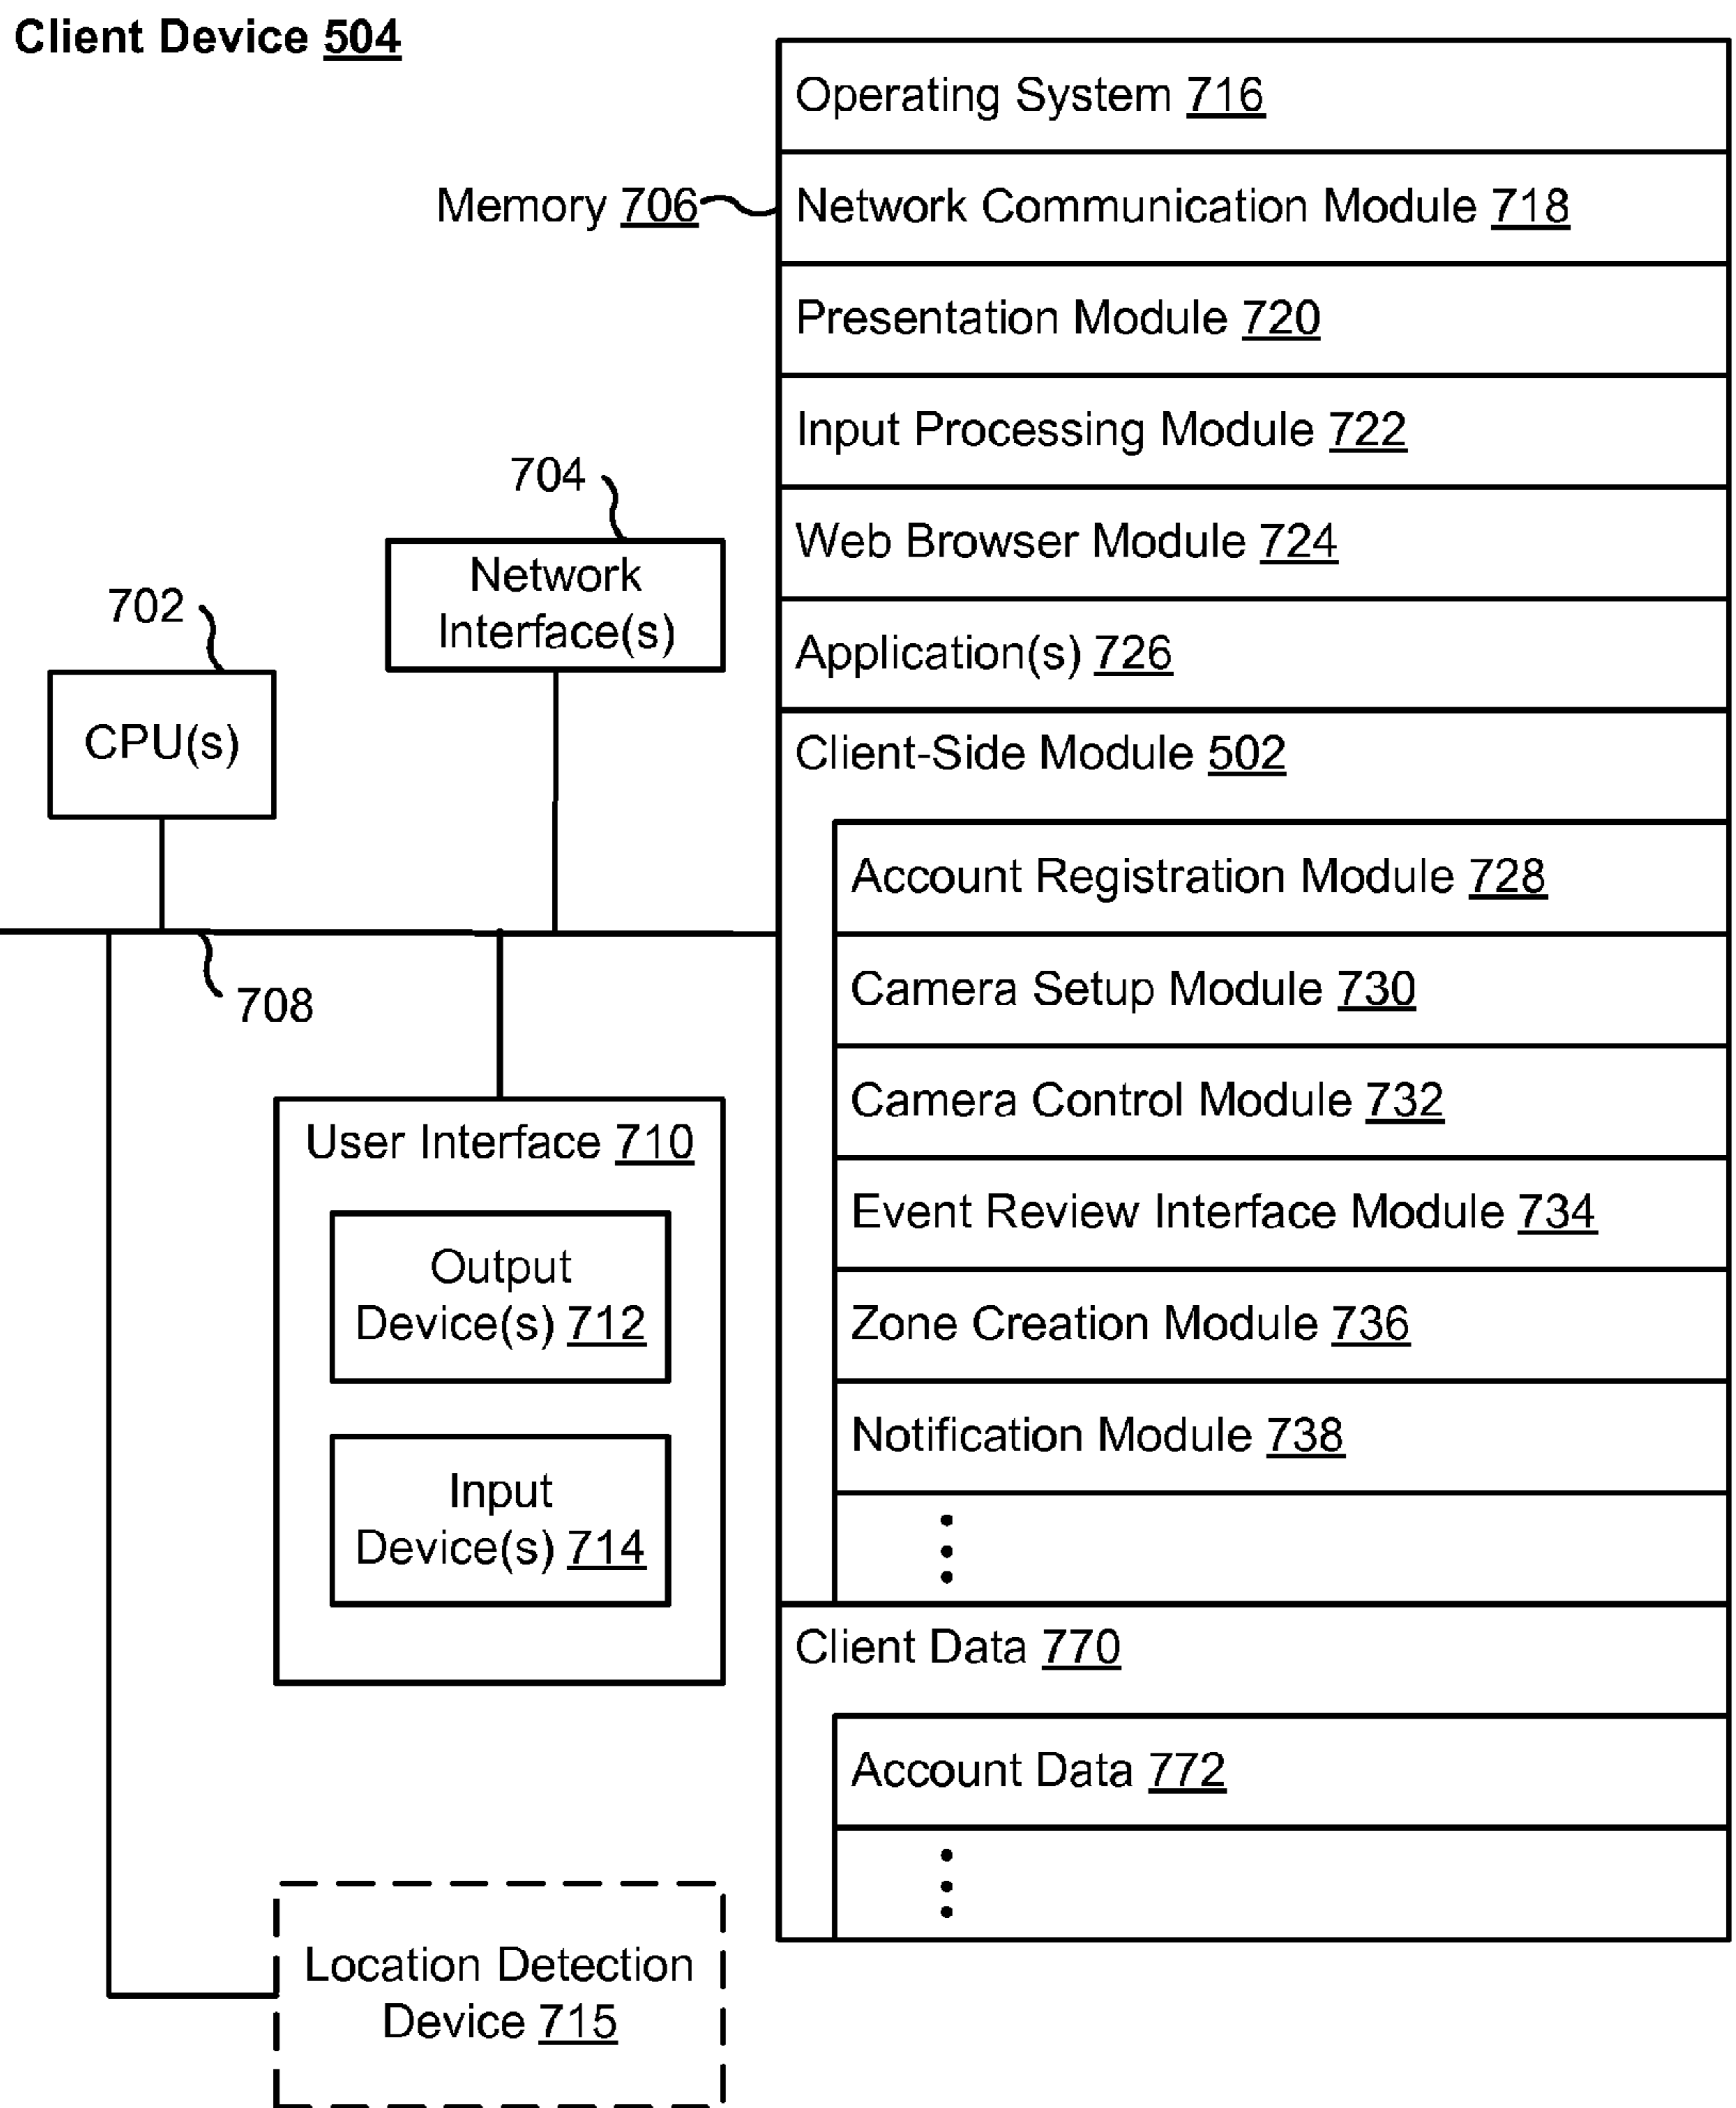 Client Device 504
Operating System 716
Memory 706
Network Communication Module 718
Presentation Module 720
Input Processing Module 722
704
Web Browser Module 724
Network
Interface(s)
702
Application(s) 726
CPU(s)
Client-Side Module 502
Account Registration Module 728
708
Camera Setup Module 730
Camera Control Module 732
User Interface 710
Event Review Interface Module 734
Output
Device(s) 712
Zone Creation Module 736
Notification Module 738
Input
Device(s) 714
Client Data 770
Account Data 772
Location Detection
Device 715